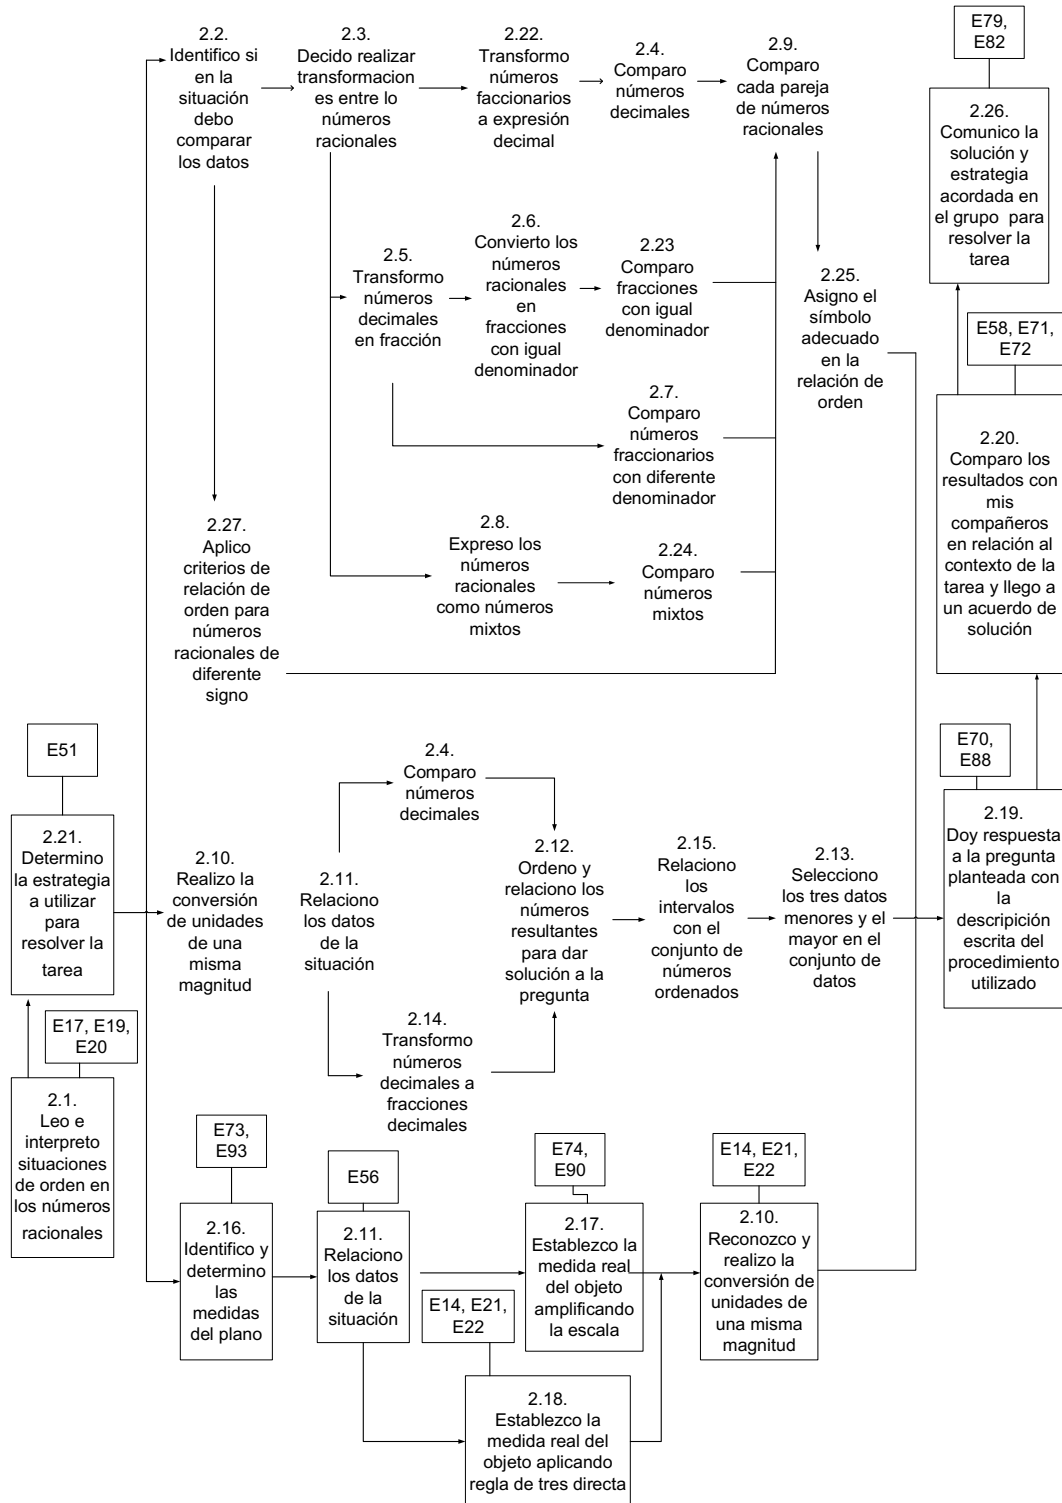 2.2.
Identifico si
en la
situación
debo
comparar
los datos
2.3.
Decido realizar
transformacion
es entre lo
números
racionales
2.22.
Transformo
números
faccionarios
a expresión
decimal
2.4.
Comparo
números
decimales
2.9.
Comparo
cada pareja
de números
racionales
E79,
E82
2.26.
Comunico la
solución y
estrategia
acordada en
el grupo para
resolver la
tarea
2.5.
Transformo
números
decimales
en fracción
2.6.
Convierto los
números
racionales
en
fracciones
con igual
denominador
2.23
Comparo
fracciones
con igual
denominador
2.25.
Asigno el
símbolo
adecuado
en la
relación de
orden
E58, E71,
E72
2.7.
Comparo
números
fraccionarios
con diferente
denominador
2.20.
Comparo los
resultados con
mis
compañeros
en relación al
contexto de la
tarea y llego a
un acuerdo de
solución
2.27.
Aplico
criterios de
relación de
orden para
números
racionales de
diferente
signo
2.8.
Expreso los
números
racionales
como números
mixtos
2.24.
Comparo
números
mixtos
E51
2.21.
Determino
la estrategia
a utilizar
para
resolver la
tarea
2.10.
Realizo la
conversión
de unidades
de una
misma
magnitud
2.11.
Relaciono
los datos
de la
situación
2.4.
Comparo
números
decimales
2.12.
Ordeno y
relaciono los
números
resultantes
para dar
solución a la
pregunta
2.15.
Relaciono
los
intervalos
con el
conjunto de
números
ordenados
2.13.
Selecciono
los tres datos
menores y el
mayor en el
conjunto de
datos
E70,
E88
2.19.
Doy respuesta
a la pregunta
planteada con
la
descripición
escrita del
procedimiento
utilizado
2.14.
Transformo
números
decimales a
fracciones
decimales
E17, E19,
E20
2.1.
Leo e
interpreto
situaciones
de orden en
los números
racionales
E73,
E93
2.16.
Identifico y
determino
las
medidas
del plano
E56
2.11.
Relaciono
los datos
de la
situación
E74,
E90
2.17.
Establezco la
medida real
del objeto
amplificando
la escala
E14, E21,
E22
2.10.
Reconozco y
realizo la
conversión de
unidades de
una misma
magnitud
E14, E21,
E22
2.18.
Establezco la
medida real del
objeto aplicando
regla de tres directa